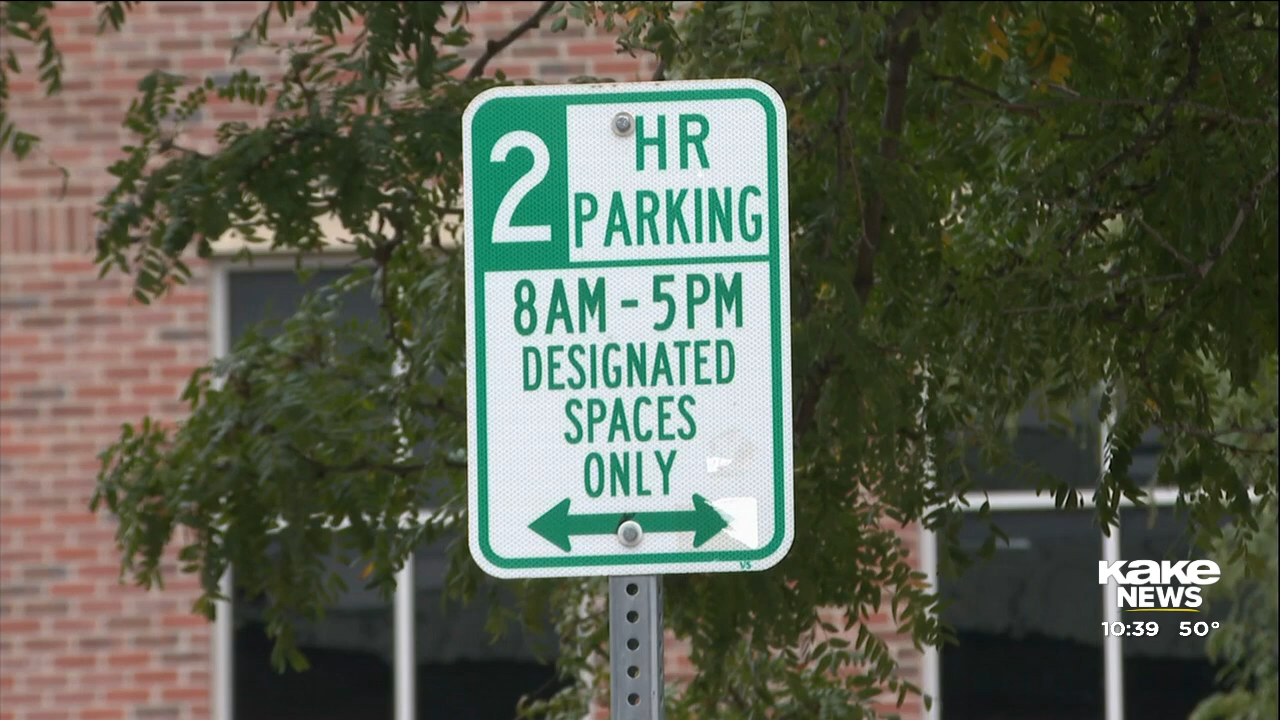 2 HR
PARKING
8AM - 5PM
DESIGNATED
SPACES
ONLY
KAKE
NEWS
10:39 50°